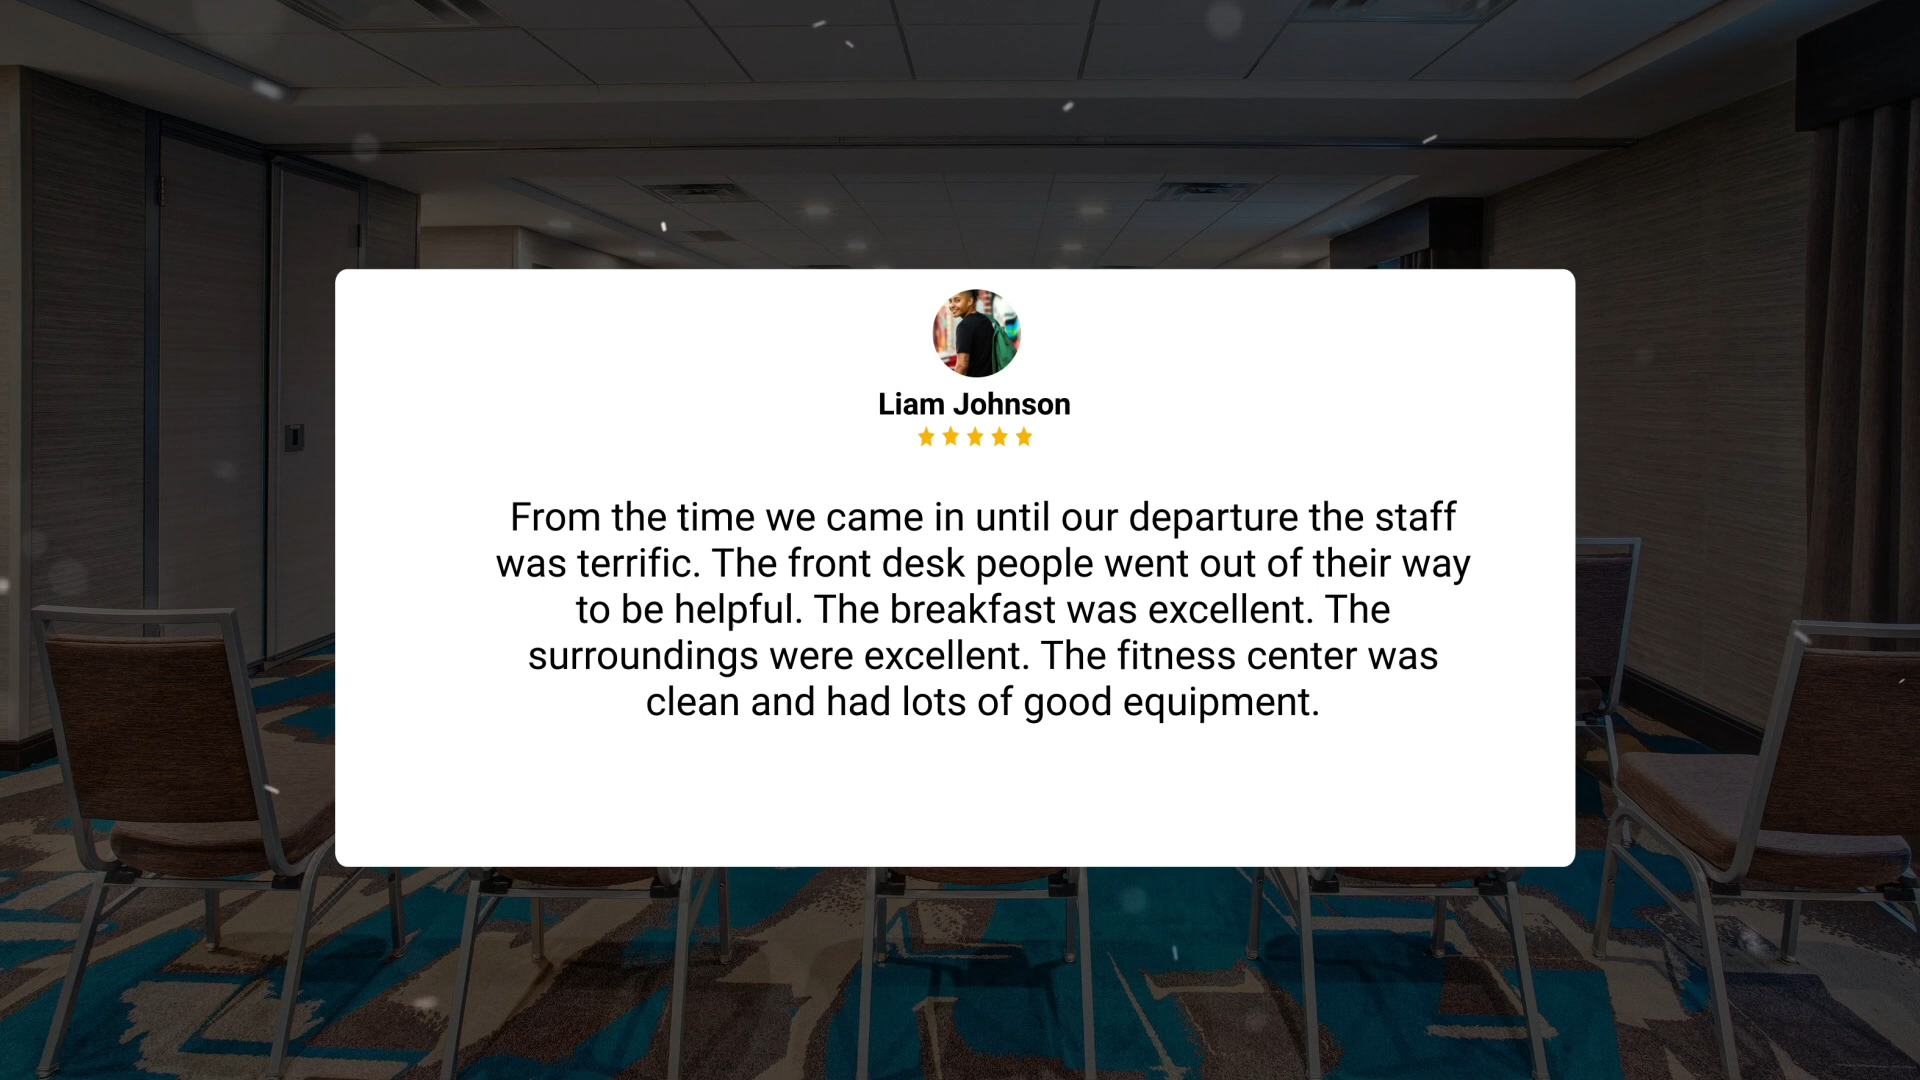 Liam Johnson
From the time we came in until our departure the staff
was terrific. The front desk people went out of their way
to be helpful. The breakfast was excellent. The
surroundings were excellent. The fitness center was
clean and had lots of good equipment.